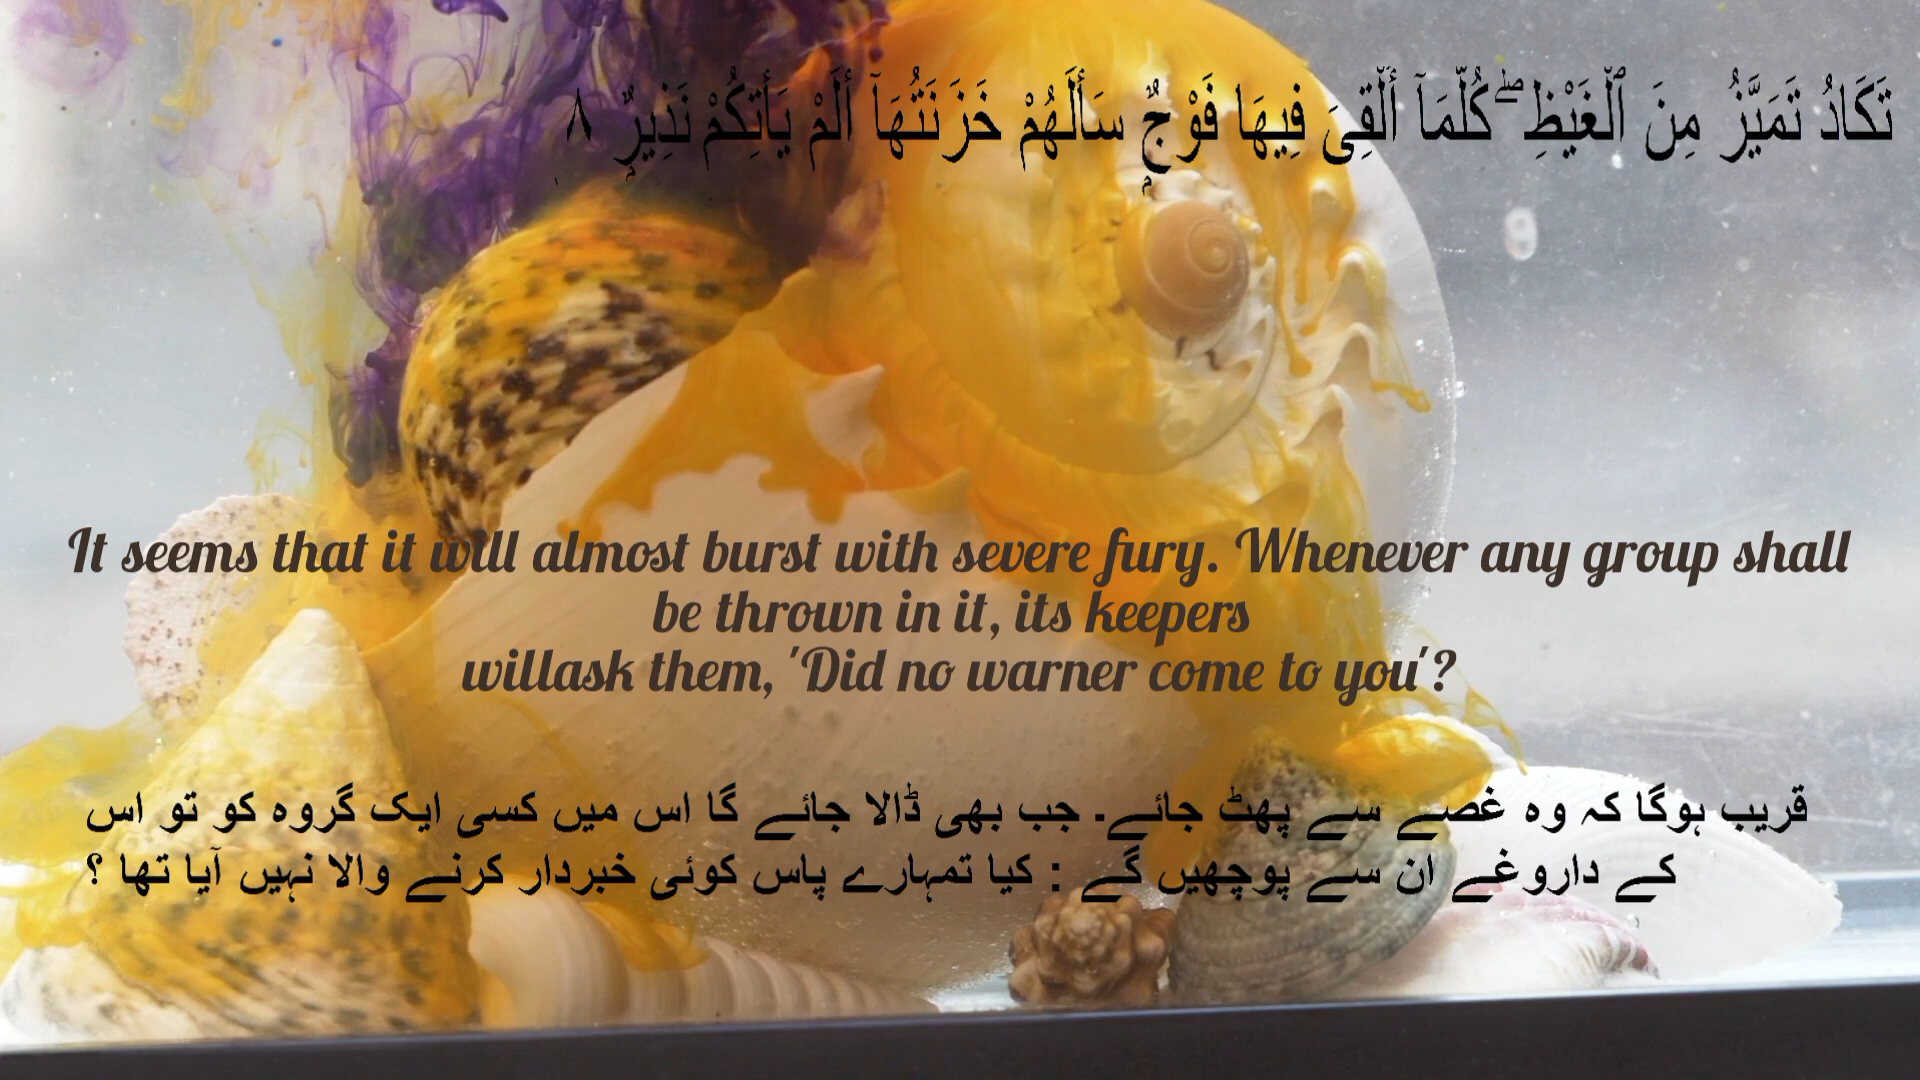 تَكَادُ تَمَيَّزُ مِنَ ٱلْغَيْظِ ۖ كُلَّمَآ أُلْقِىَ فِيهَا فَوْجٌۭ سَأَلَهُمْ خَزَنَتُهَآ أَلَمْ يَأْتِكُمْ نَذِيرٌۭ ٨
It seems that it will almost burst with severe fury. Whenever any group shall
be thrown in it, its keepers
willask them, 'Did no warner come to you'?
قریب ہوگا کہ وہ غصے سے پھٹ جائے۔ جب بھی ڈالا جائے گا اس میں کسی ایک گروہ کو تو اس
کے داروغے ان سے پوچھیں گے : کیا تمہارے پاس کوئی خبردار کرنے والا نہیں آیا تھا ؟